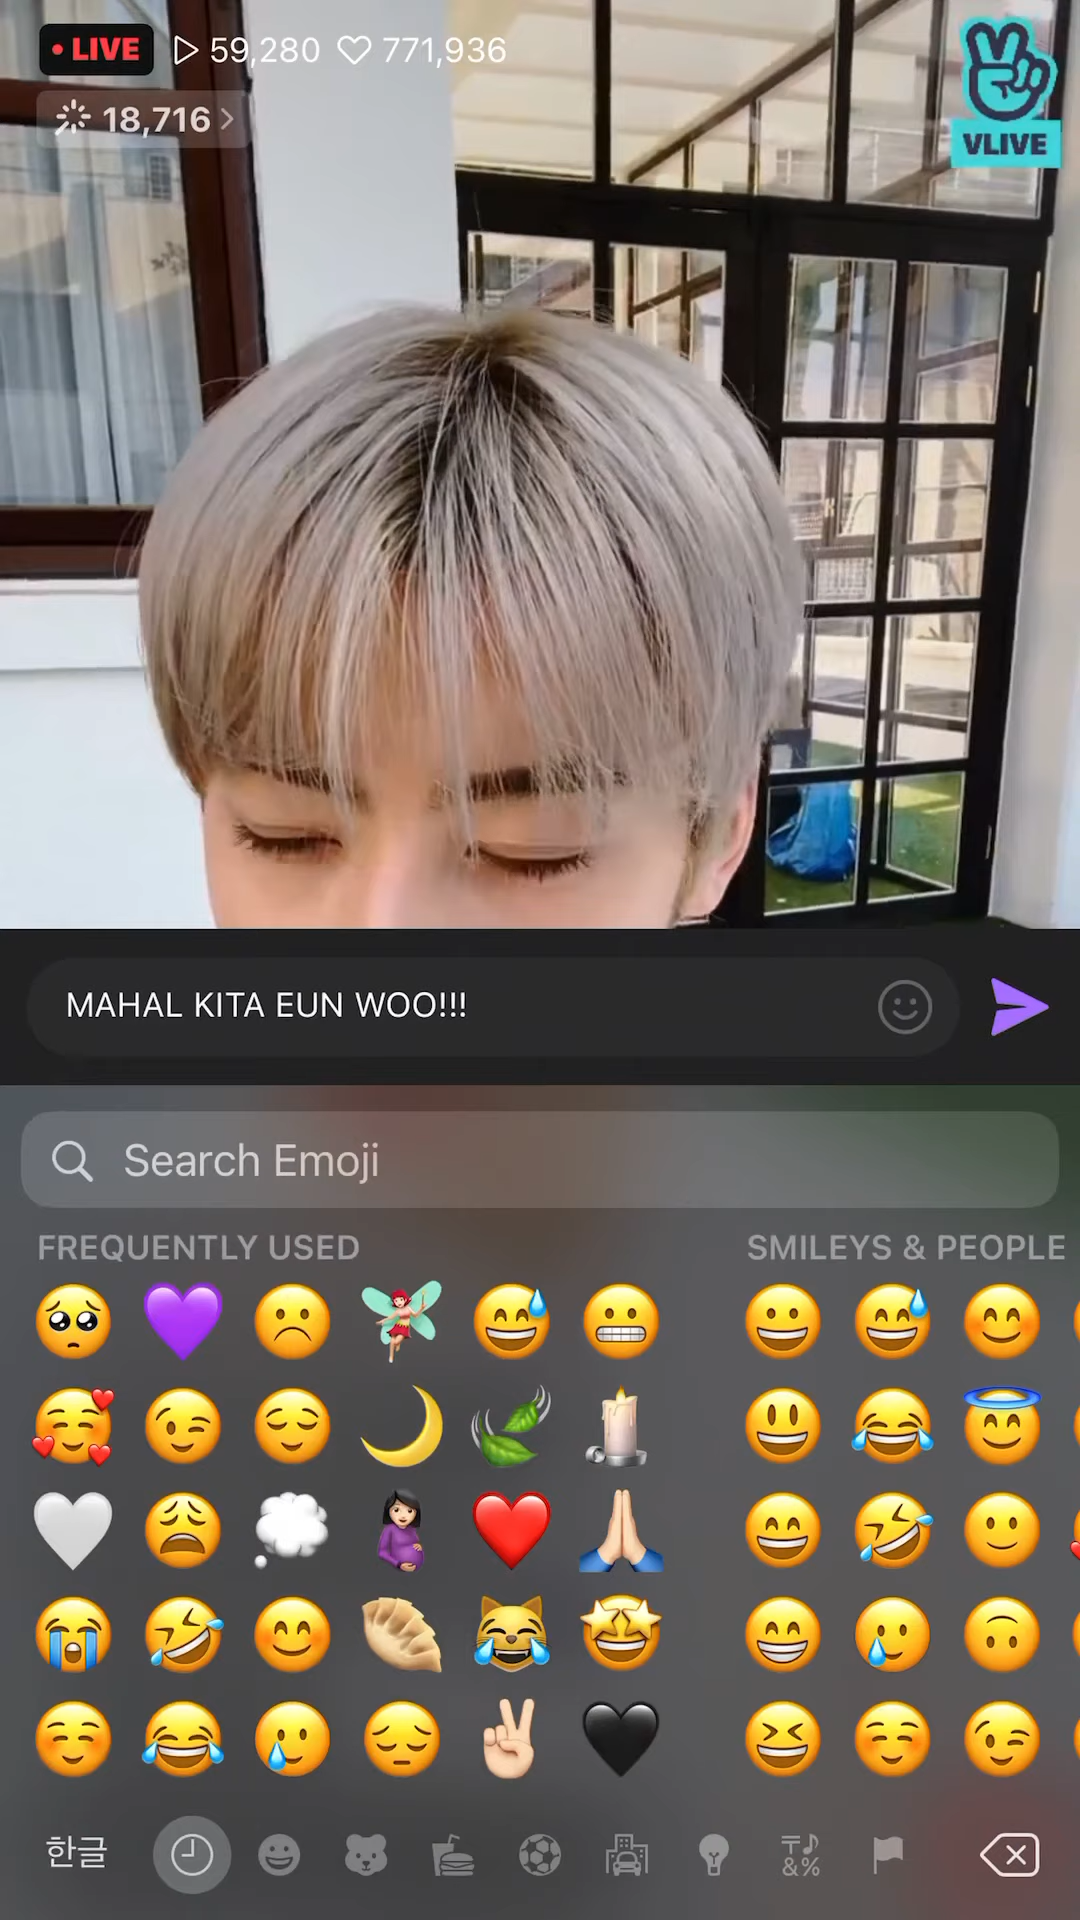 • LIVE 59,280 771,936
18,716
VLIVE
MAHAL KITA EUN WOO!!!
Search Emoji
FREQUENTLY USED
SMILEYS & PEOPLE
한글
&%